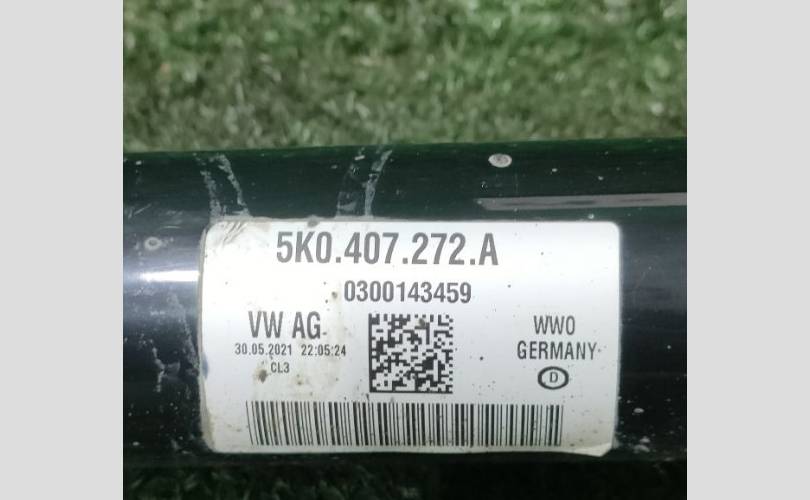 5K0.407.272.A
0300143459
VW AG
30.05.2021 22:05:24
CL3
WWO
GERMANY
D